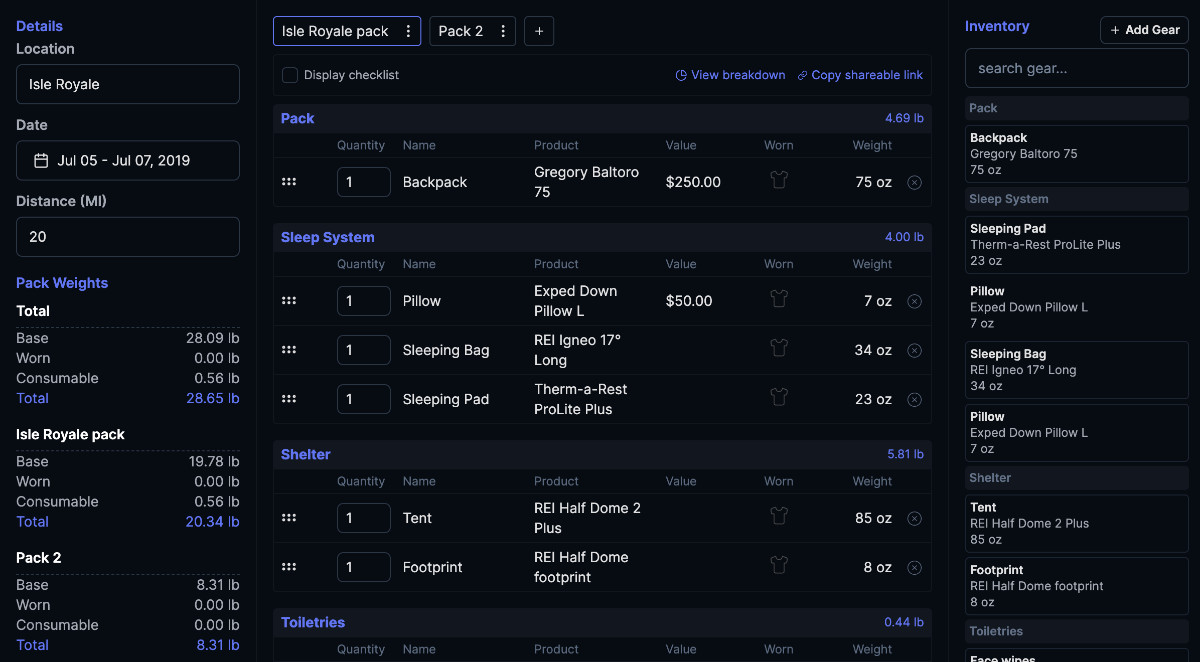 Details
Location
Isle Royale
Date
Jul 05 - Jul 07, 2019
Distance (MI)
20
Pack Weights
Total
Base 28.09 lb
Worn 0.00 lb
Consumable 0.56 lb
Total 28.65 lb
Isle Royale pack
Base 19.78 lb
Worn 0.00 lb
Consumable 0.56 lb
Total 20.34 lb
Pack 2
Base 8.31 lb
Worn 0.00 lb
Consumable 0.00 lb
Total 8.31 lb
Isle Royale pack Pack 2 +
Display checklist View breakdown Copy shareable link
Pack 4.69 lb
Quantity Name Product Value Worn Weight
1 Backpack Gregory Baltoro $250.00 75 oz
75
Sleep System 4.00 lb
Quantity Name Product Value Worn Weight
1 Pillow Exped Down $50.00 7 oz
Pillow L
1 Sleeping Bag REI Igneo 17° 34 oz
Long
1 Sleeping Pad Therm-a-Rest 23 oz
ProLite Plus
Shelter 5.81 lb
Quantity Name Product Value Worn Weight
1 Tent REI Half Dome 2 85 oz
Plus
1 Footprint REI Half Dome 8 oz
footprint
Toiletries 0.44 lb
Quantity Name Product Value Worn Weight
Inventory + Add Gear
search gear...
Pack
Backpack
Gregory Baltoro 75
75 oz
Sleep System
Sleeping Pad
Therm-a-Rest ProLite Plus
23 oz
Pillow
Exped Down Pillow L
7 oz
Sleeping Bag
REI Igneo 17° Long
34 oz
Pillow
Exped Down Pillow L
7 oz
Shelter
Tent
REI Half Dome 2 Plus
85 oz
Footprint
REI Half Dome footprint
8 oz
Toiletries
Face wipes